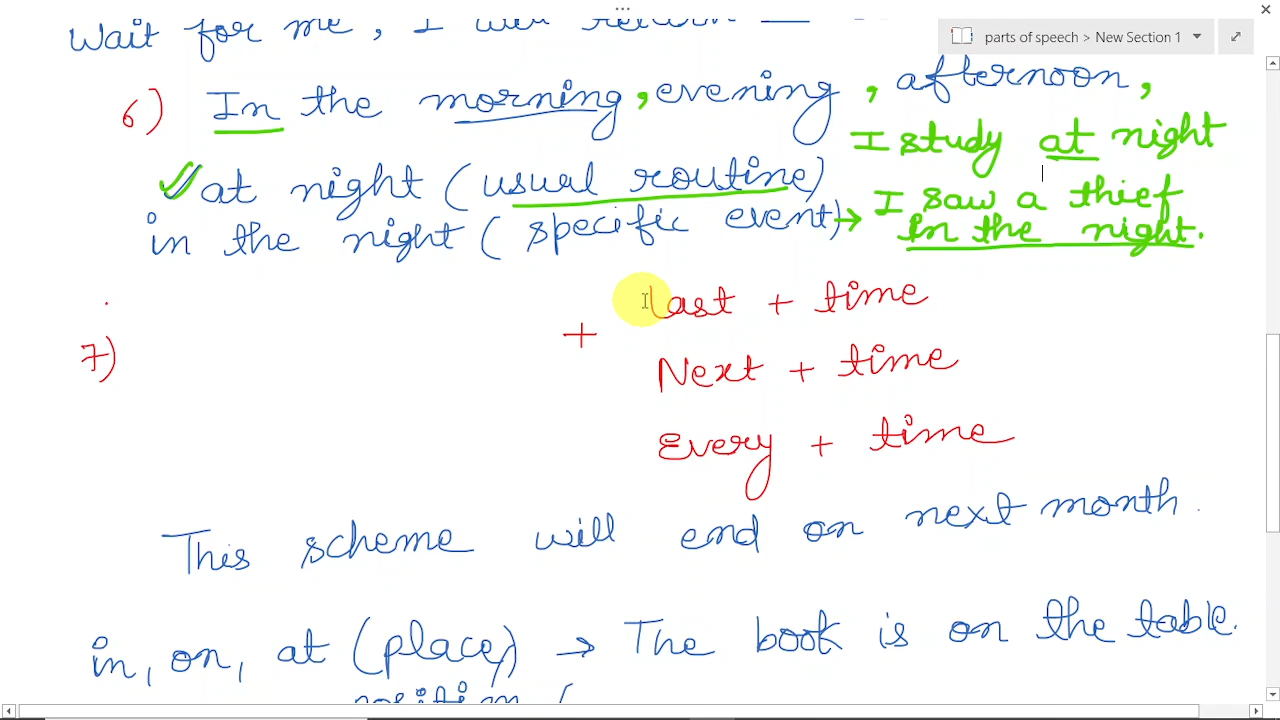 Wait for me, I will return
parts of speech > New Section 1
6) In the morning, evening, afternoon,
I study at night
at night (usual routine)
I saw a thief
in the night (specific event) → in the night.
+ last + time
7)
Next + time
Every + time
This scheme will end on next month.
in, on, at (place) → The book is on the table.
position (